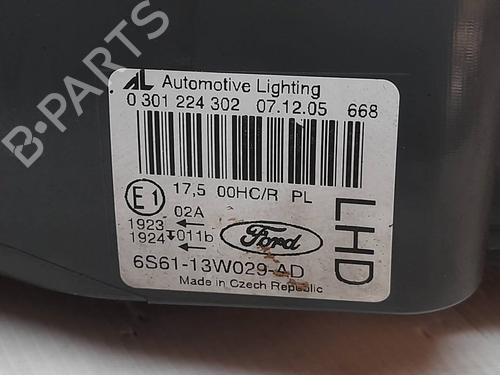 B-PARTS
AL Automotive Lighting
0 301 224 302 07.12.05 668
E1 17,5 00HC/R PL
02A
1923
1924 011b
Ford
LHD
6S61-13W029-AD
Made in Czech Republic